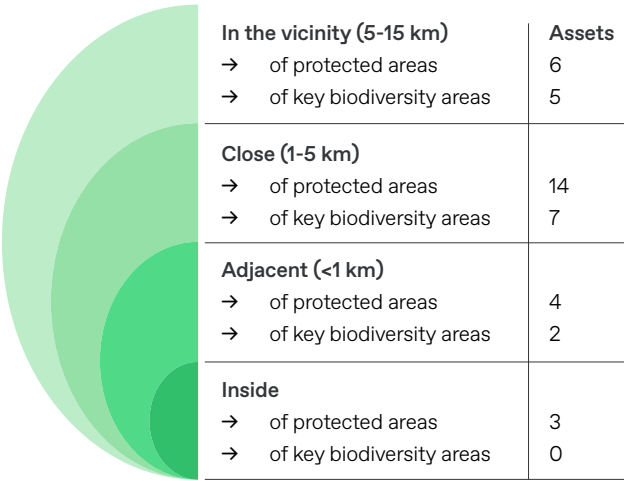 In the vicinity (5-15 km) Assets
→ of protected areas 6
→ of key biodiversity areas 5
Close (1-5 km)
→ of protected areas 14
→ of key biodiversity areas 7
Adjacent (<1 km)
→ of protected areas 4
→ of key biodiversity areas 2
Inside
→ of protected areas 3
→ of key biodiversity areas 0